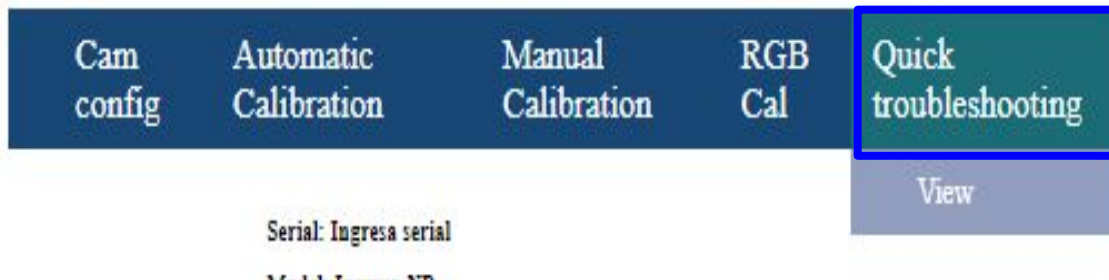 Cam config
Automatic Calibration
Manual Calibration
RGB Cal
Quick troubleshooting
View
Serial: Ingresa serial